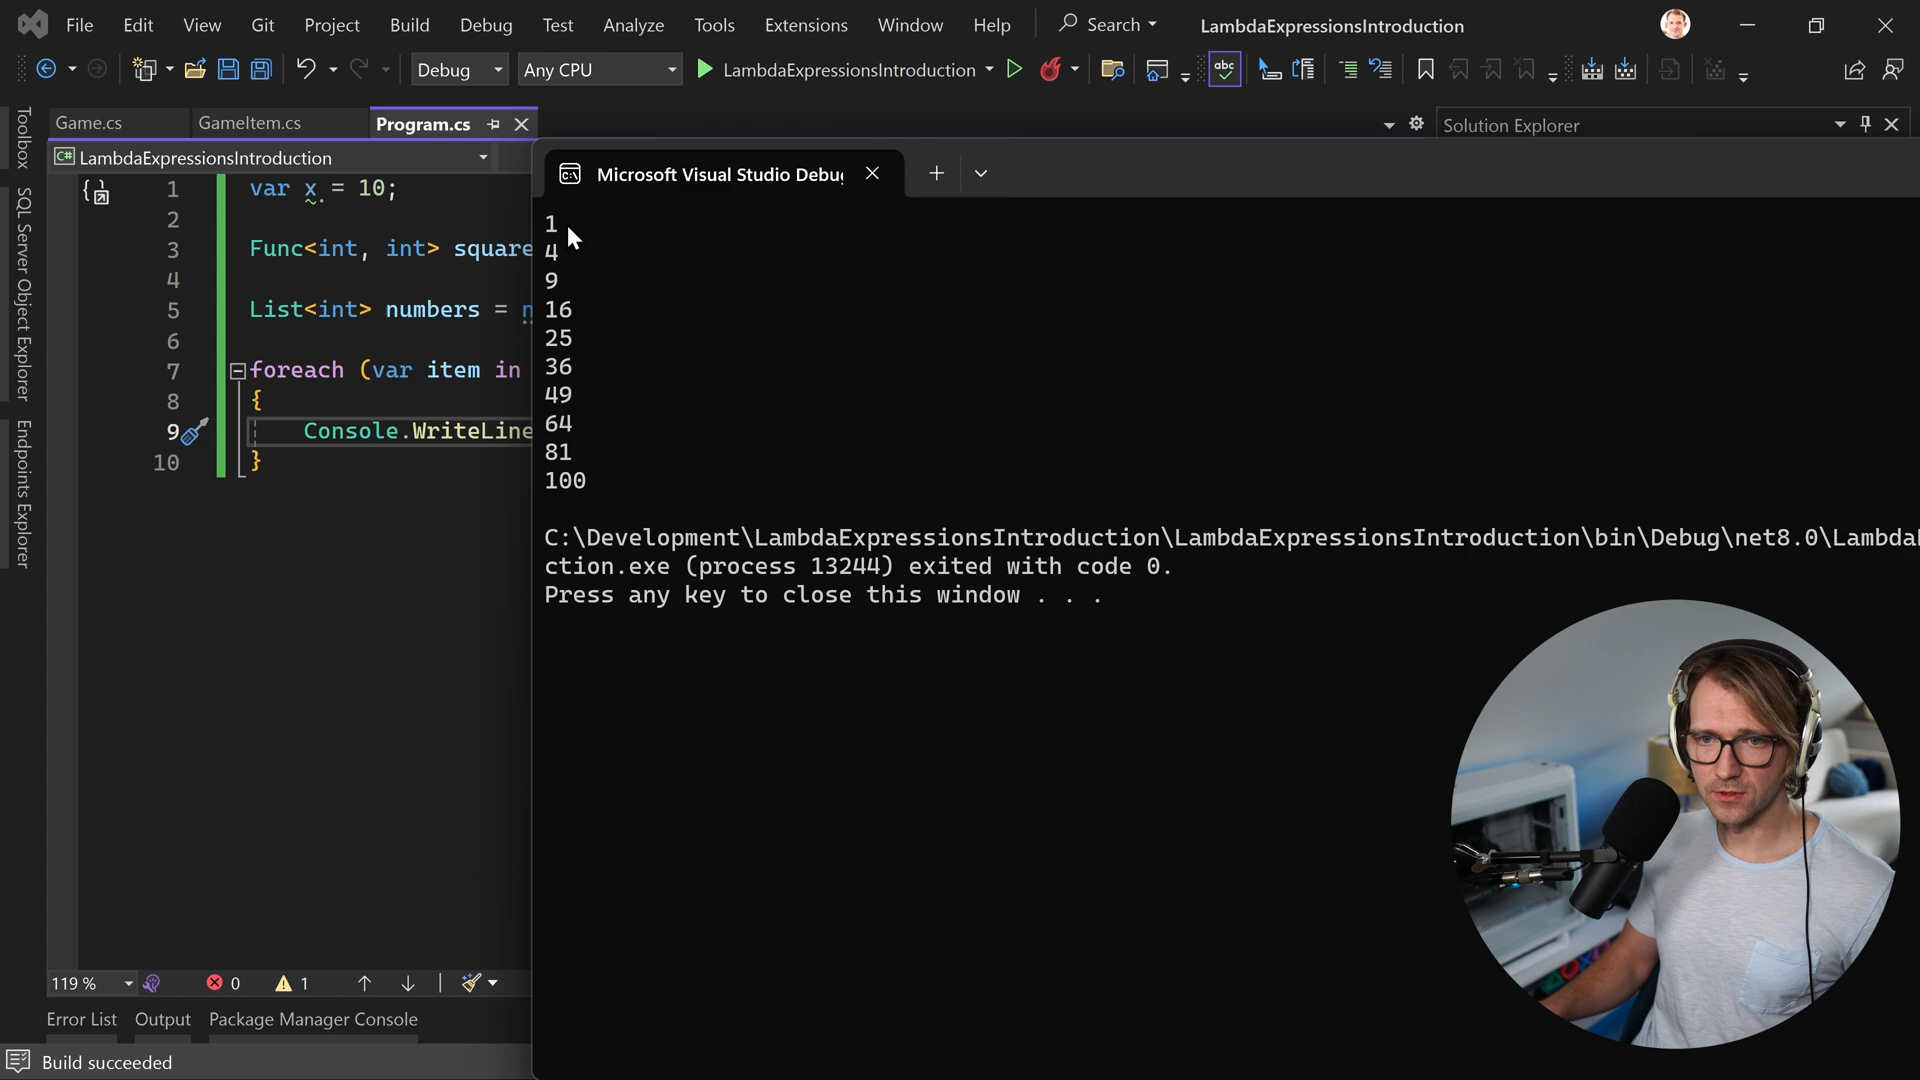 File Edit View Git Project Build Debug Test Analyze Tools Extensions Window Help Search LambdaExpressionsIntroduction
Debug Any CPU LambdaExpressionsIntroduction abc
Toolbox
SQL Server Object Explorer
Endpoints Explorer
Game.cs GameItem.cs Program.cs
C# LambdaExpressionsIntroduction
1 var x = 10;
2
3 Func<int, int> square
4
5 List<int> numbers =
6
7 foreach (var item in
8 {
9 Console.WriteLine
10 }
Solution Explorer
Microsoft Visual Studio Debu
1
4
9
16
25
36
49
64
81
100
C:\Development\LambdaExpressionsIntroduction\LambdaExpressionsIntroduction\bin\Debug\net8.0\Lambda
ction.exe (process 13244) exited with code 0.
Press any key to close this window . . .
119 % 0 1
Error List Output Package Manager Console
Build succeeded